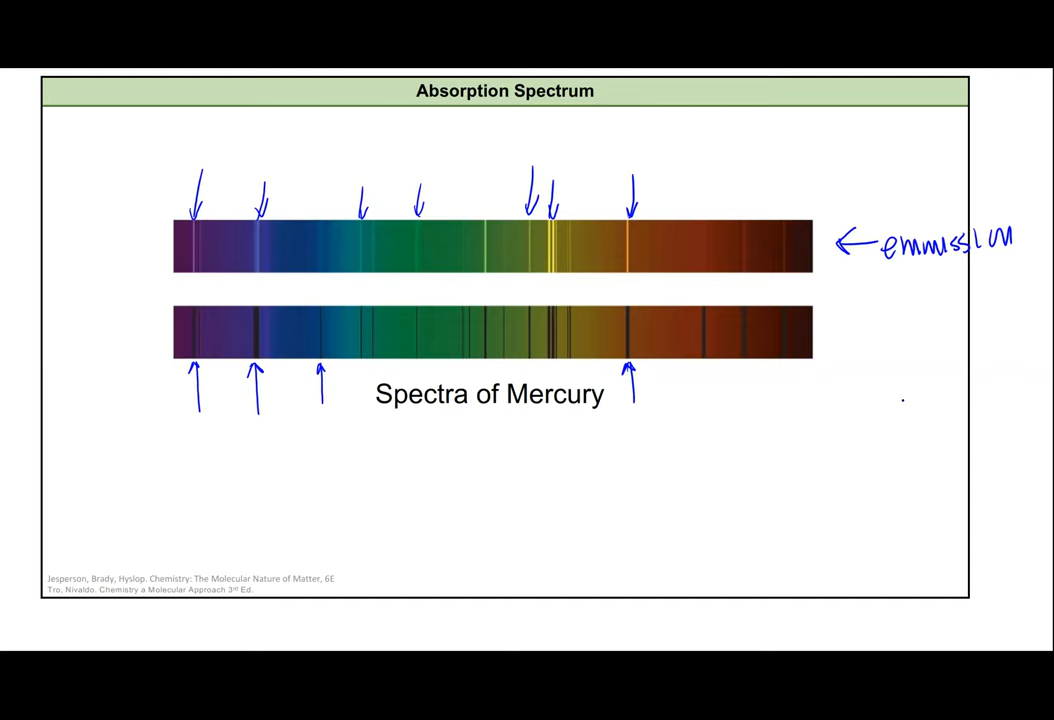 Absorption Spectrum
emmission
Spectra of Mercury
Jesperson, Brady, Hyslop. Chemistry: The Molecular Nature of Matter, 6E
Tro, Nivaldo. Chemistry a Molecular Approach 3rd Ed.